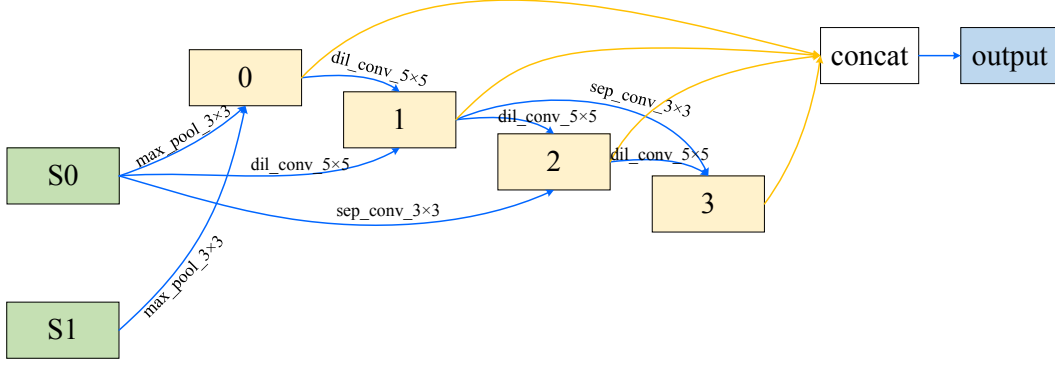 concat
output
0
dil_conv_5×5
1
sep_conv_3×3
dil_conv_5×5
max_pool_3×3
2
dil_conv_5×5
S0
dil_conv_5×5
3
sep_conv_3×3
max_pool_3×3
S1